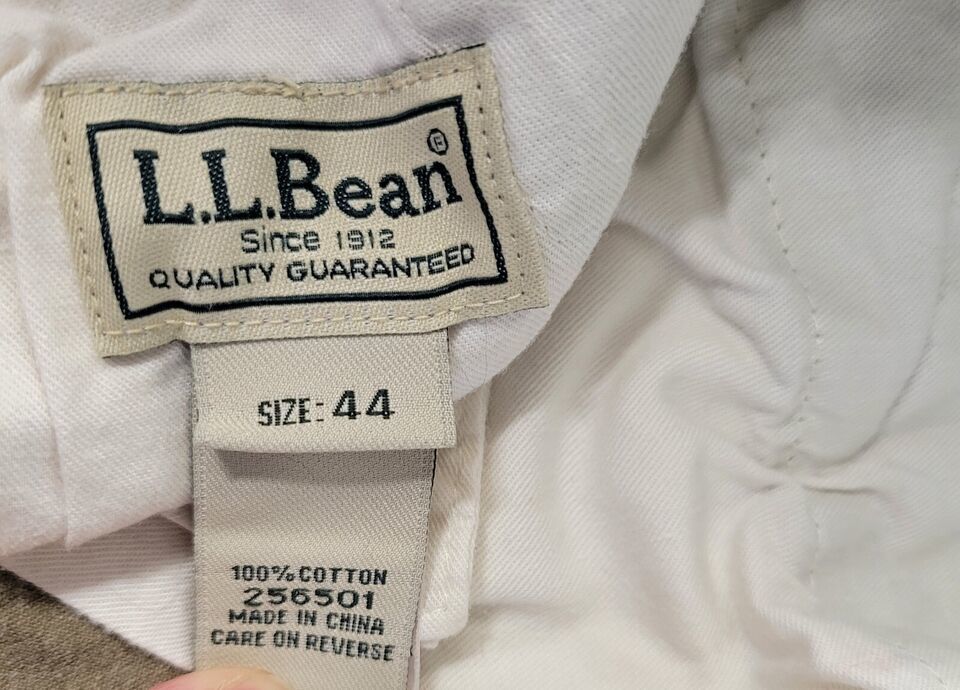 L.L.Bean®
Since 1912
QUALITY GUARANTEED
SIZE: 44
100% COTTON
256501
MADE IN CHINA
CARE ON REVERSE